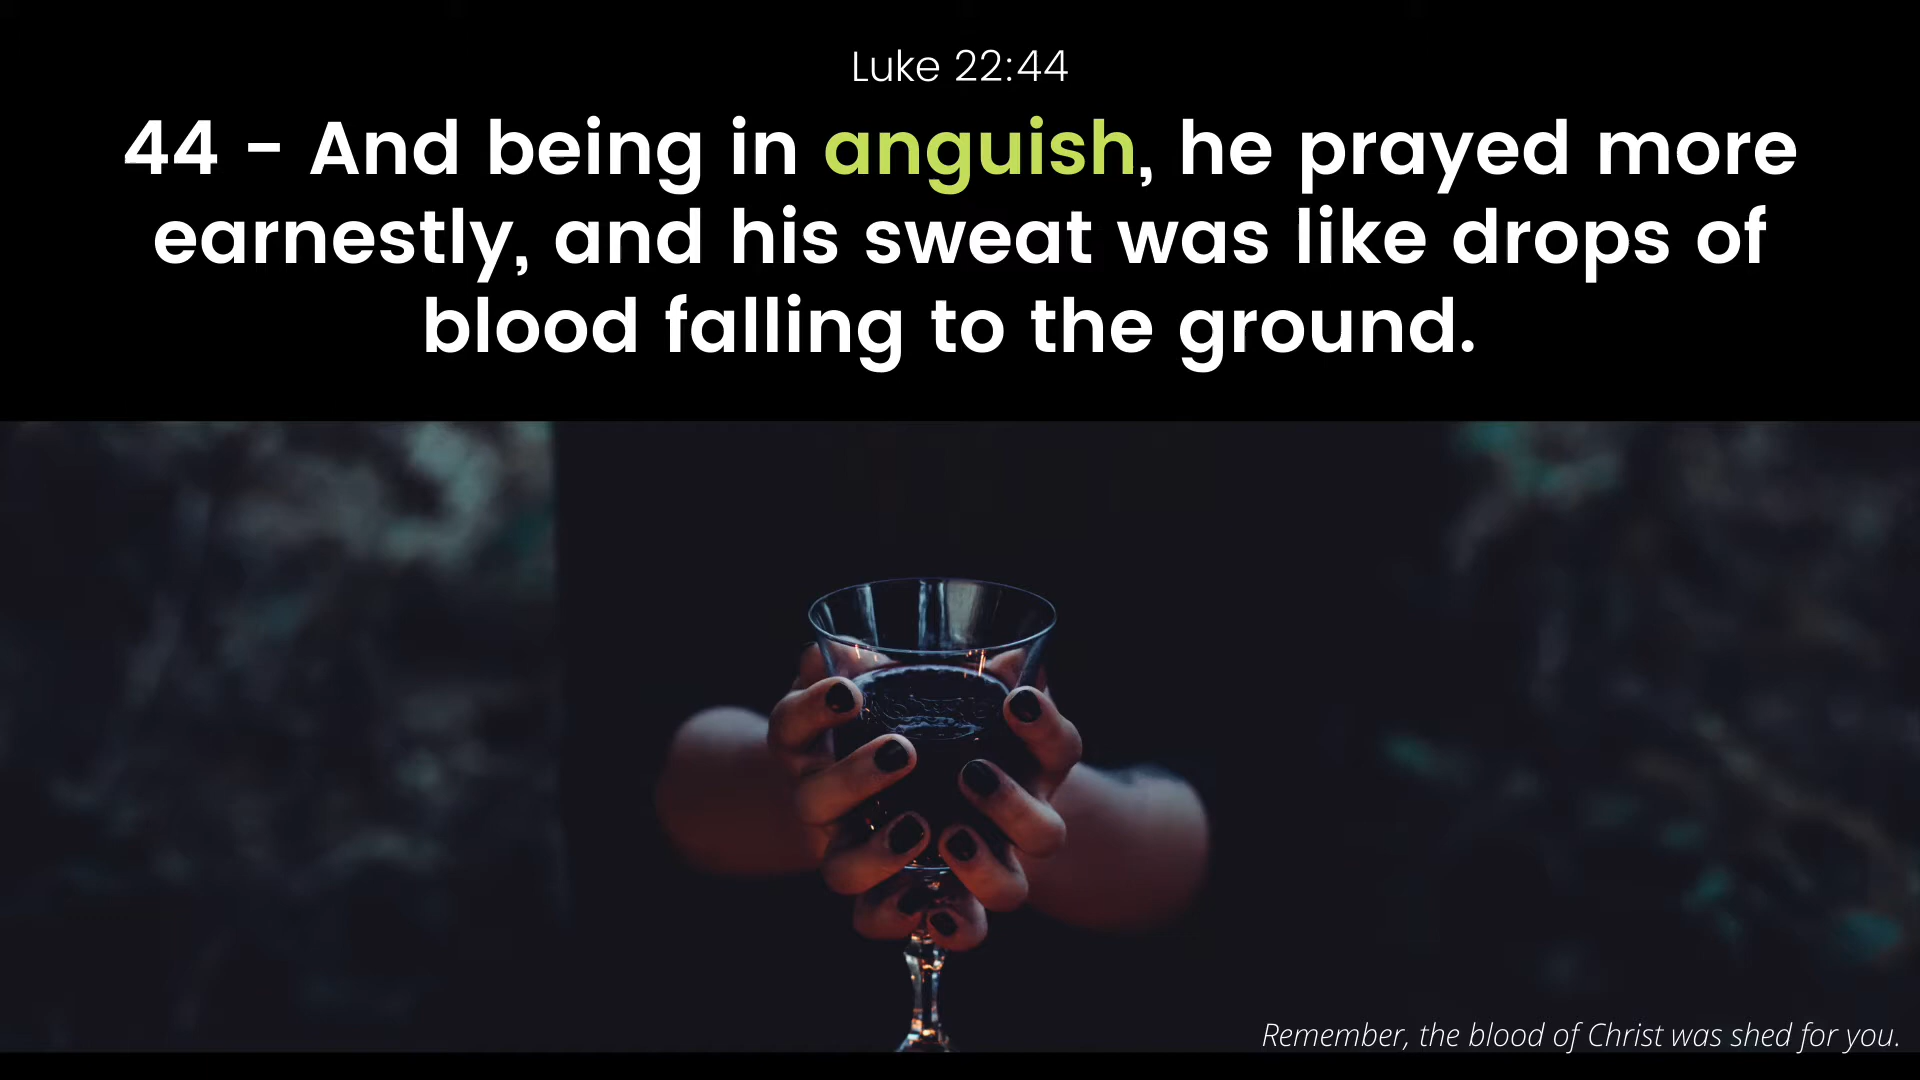 Luke 22:44
44 - And being in anguish, he prayed more
earnestly, and his sweat was like drops of
blood falling to the ground.
Remember, the blood of Christ was shed for you.